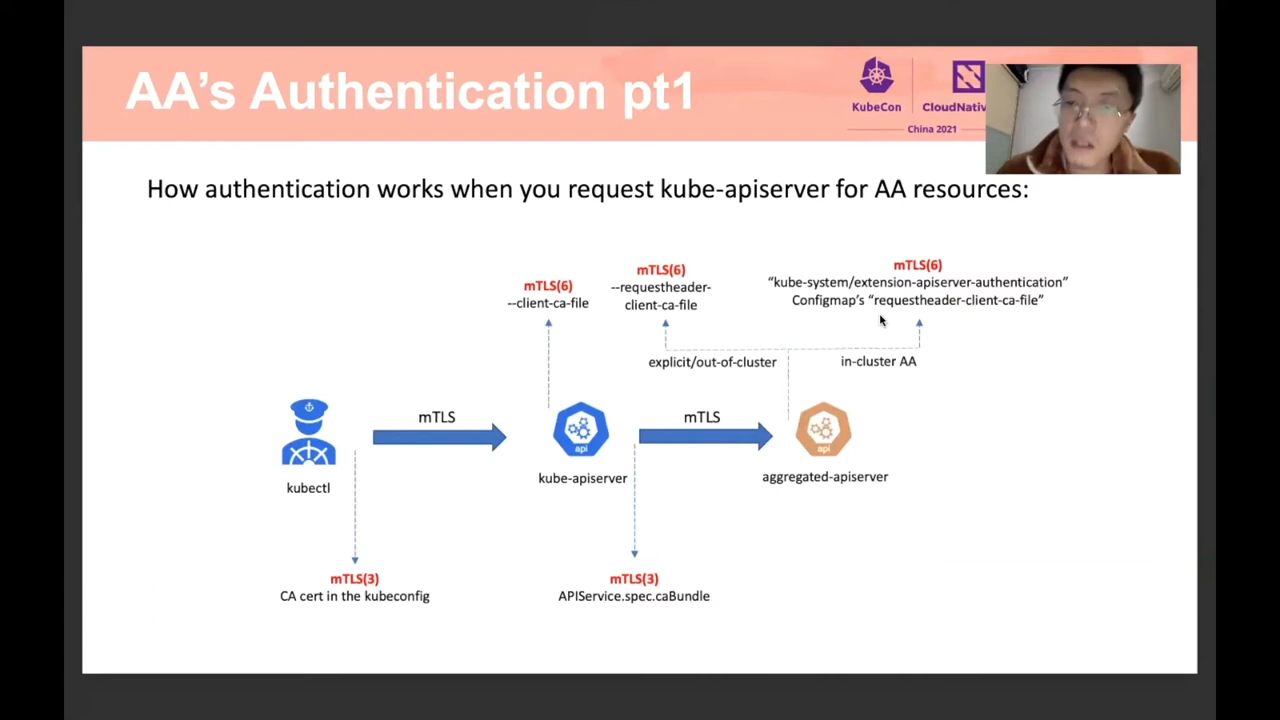 AA's Authentication pt1
KubeCon
China 2021
How authentication works when you request kube-apiserver for AA resources:
mTLS(6)
--client-ca-file
mTLS(6)
--requestheader-
client-ca-file
mTLS(6)
“kube-system/extension-apiserver-authentication”
Configmap's “requestheader-client-ca-file”
explicit/out-of-cluster
in-cluster AA
mTLS
mTLS
api
api
kubectl
kube-apiserver
aggregated-apiserver
mTLS(3)
CA cert in the kubeconfig
mTLS(3)
APIService.spec.caBundle